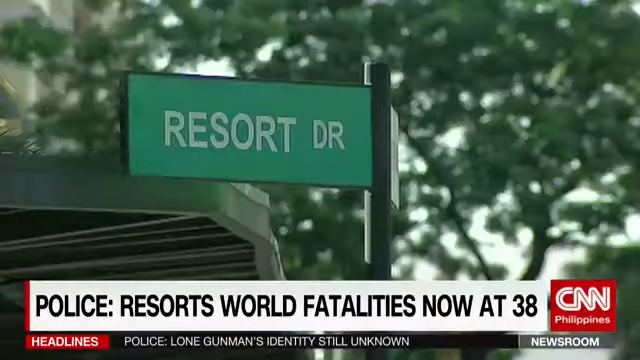 RESORT DR
POLICE: RESORTS WORLD FATALITIES NOW AT 38
CNN
Philippines
HEADLINES
POLICE: LONE GUNMAN'S IDENTITY STILL UNKNOWN
NEWSROOM